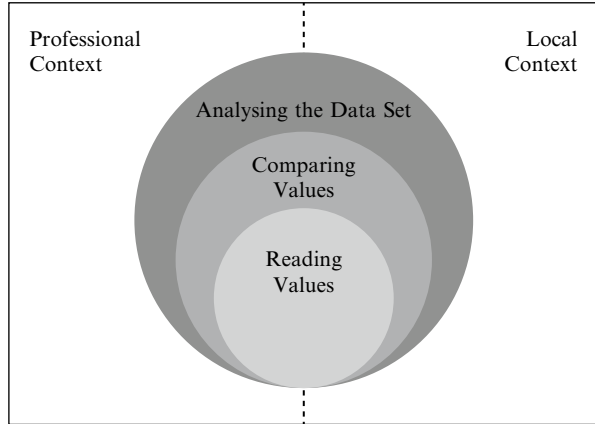 Professional
Context
Local
Context
Analysing the Data Set
Comparing
Values
Reading
Values